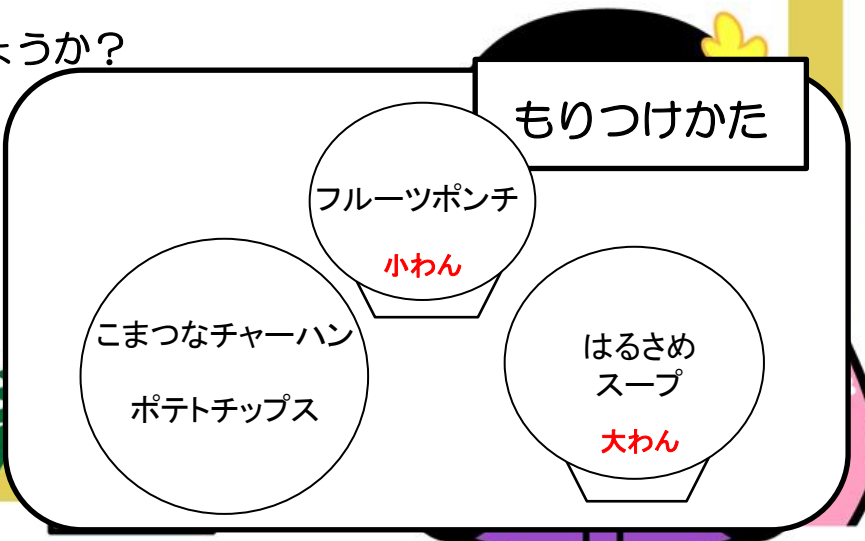 ょうか？
もりつけかた
フルーツポンチ
小わん
こまつなチャーハン
ポテトチップス
はるさめ
スープ
大わん